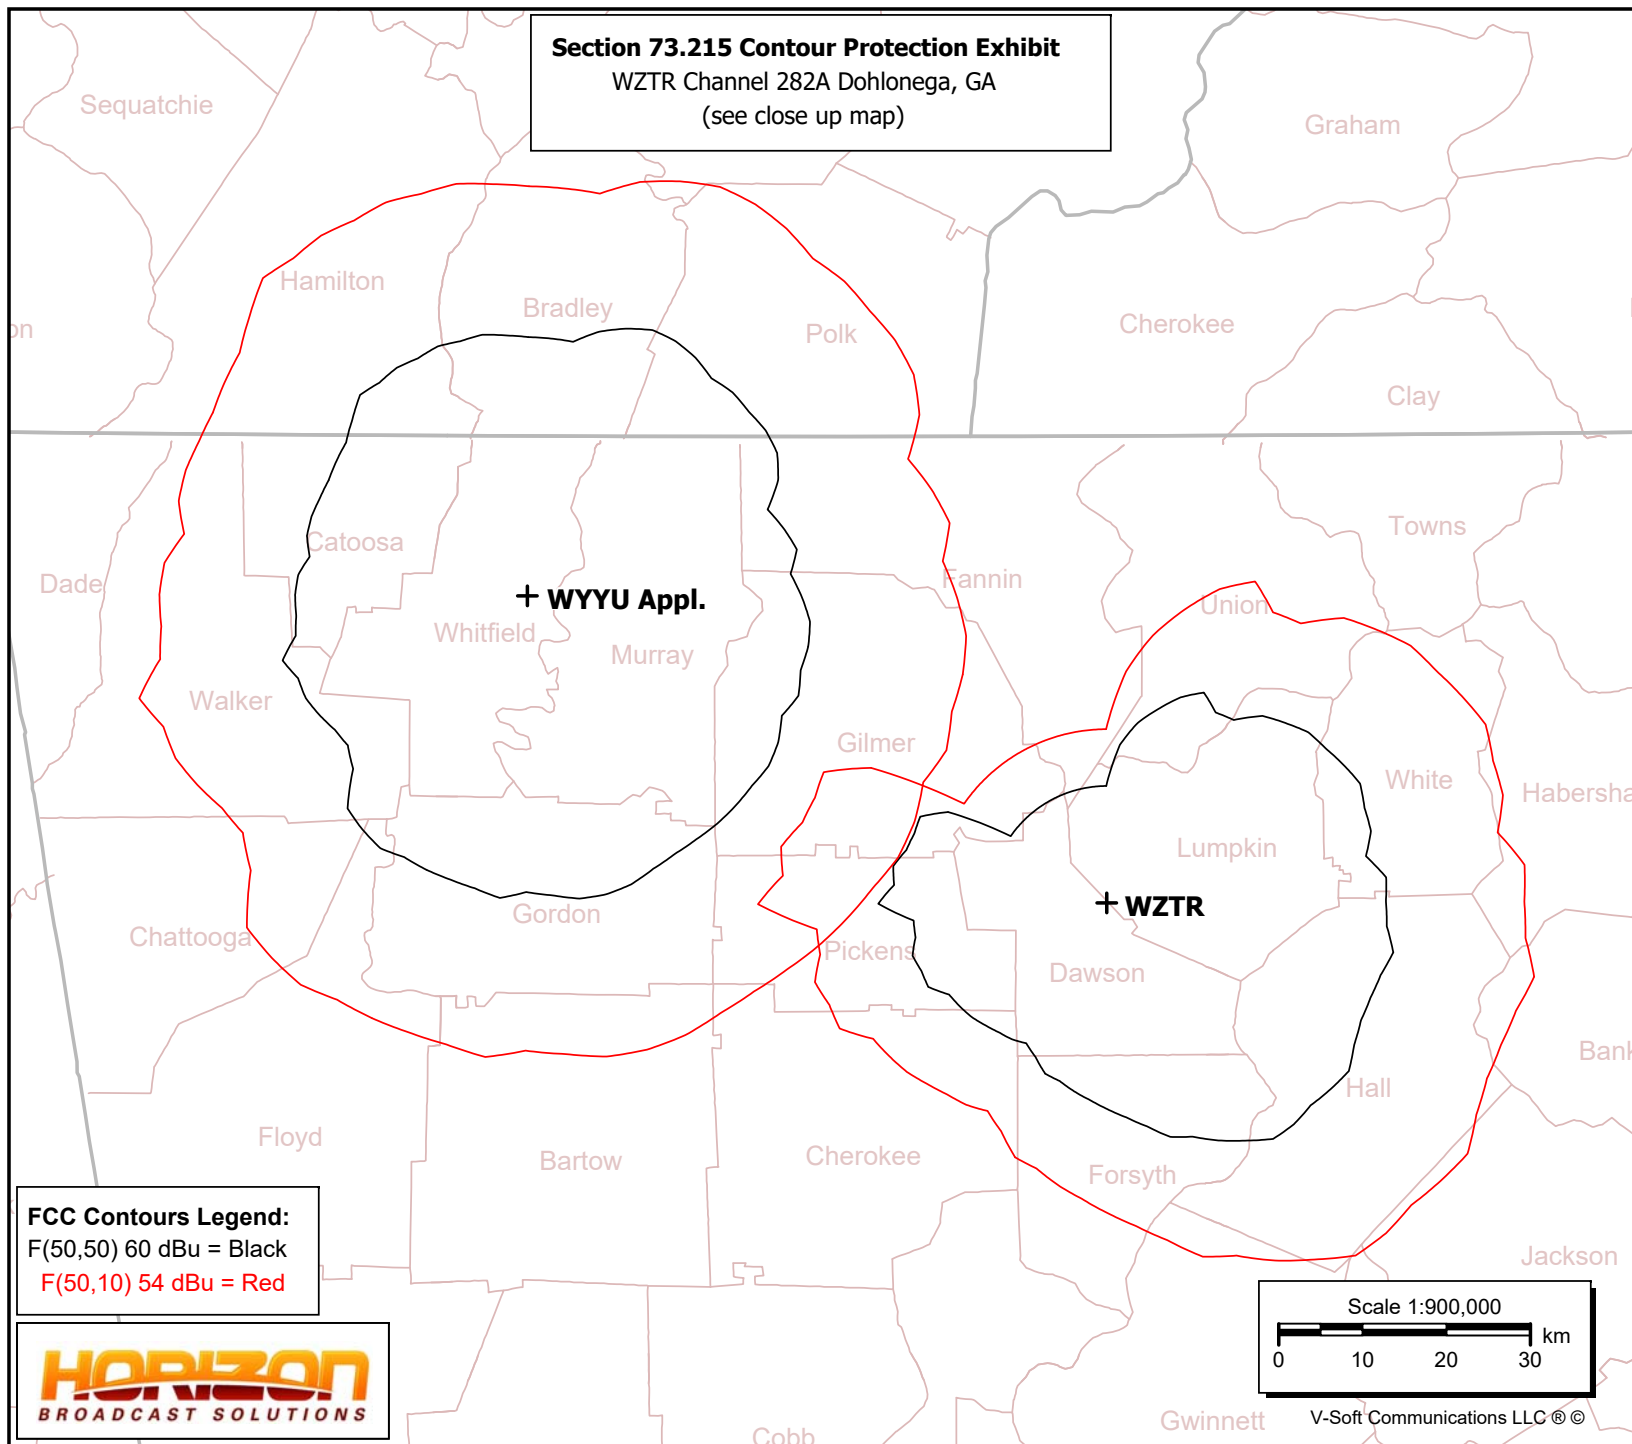 Section 73.215 Contour Protection Exhibit
WZTR Channel 282A Dohlonega, GA
(see close up map)
Sequatchie
Graham
Hamilton
Bradley
on
Polk
Cherokee
Clay
Towns
Catoosa
Dade
Fannin
WYYU Appl.
Union
Whitfield
Murray
Walker
Gilmer
White
Habersha
Lumpkin
WZTR
Gordon
Chattooga
Pickens
Dawson
Bank
Hall
Floyd
Bartow
Cherokee
Forsyth
FCC Contours Legend:
F(50,50) 60 dBu = Black
F(50,10) 54 dBu = Red
Jackson
Scale 1:900,000
km
0 10 20 30
HORIZON
BROADCAST SOLUTIONS
Cobb
Gwinnett
V-Soft Communications LLC ® ©